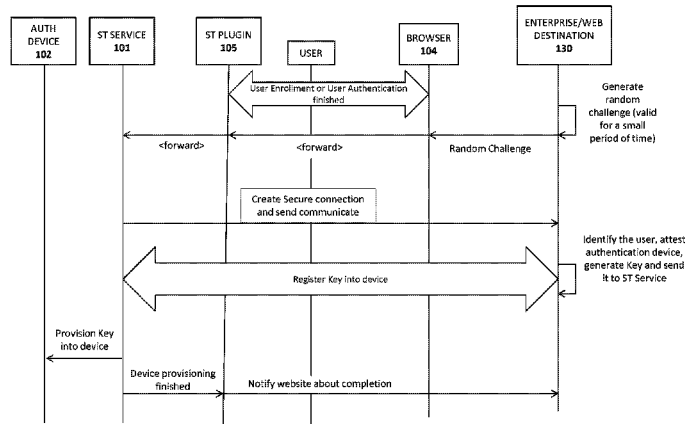 AUTH
DEVICE
102
ST SERVICE
101
ST PLUGIN
105
USER
BROWSER
104
ENTERPRISE/WEB
DESTINATION
130
User Enrollment or User Authentication
finished
Generate
random
challenge (valid
for a small
period of time)
<forward>
<forward>
Random Challenge
Create Secure connection
and send communicate
Identify the user, attest
authentication device,
generate Key and send
it to ST Service
Register Key into device
Provision Key
into device
Device provisioning
finished
Notify website about completion